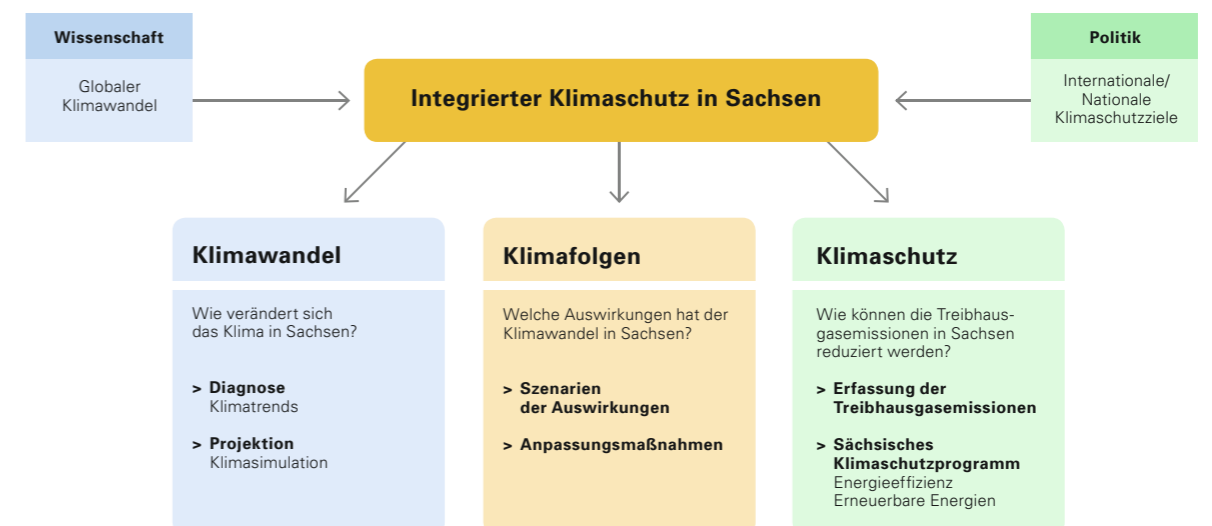 Wissenschaft
Globaler
Klimawandel
Integrierter Klimaschutz in Sachsen
Politik
Internationale/
Nationale
Klimaschutzziele
Klimawandel
Wie verändert sich
das Klima in Sachsen?
> Diagnose
Klimatrends
> Projektion
Klimasimulation
Klimafolgen
Welche Auswirkungen hat der
Klimawandel in Sachsen?
> Szenarien
der Auswirkungen
> Anpassungsmaßnahmen
Klimaschutz
Wie können die Treibhaus-
gasemissionen in Sachsen
reduziert werden?
> Erfassung der
Treibhausgasemissionen
> Sächsisches
Klimaschutzprogramm
Energieeffizienz
Erneuerbare Energien